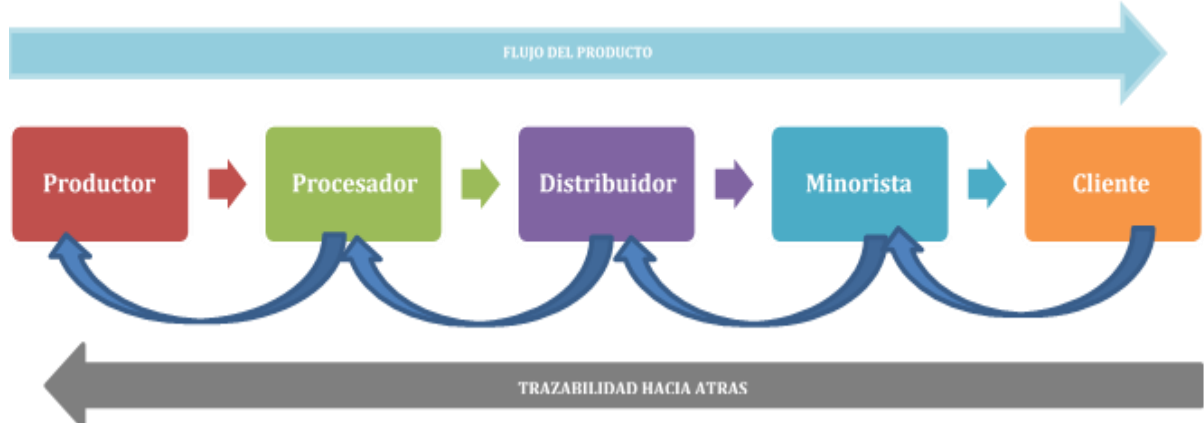 FLUJO DEL PRODUCTO
Productor
Procesador
Distribuidor
Minorista
Cliente
TRAZABILIDAD HACIA ATRAS